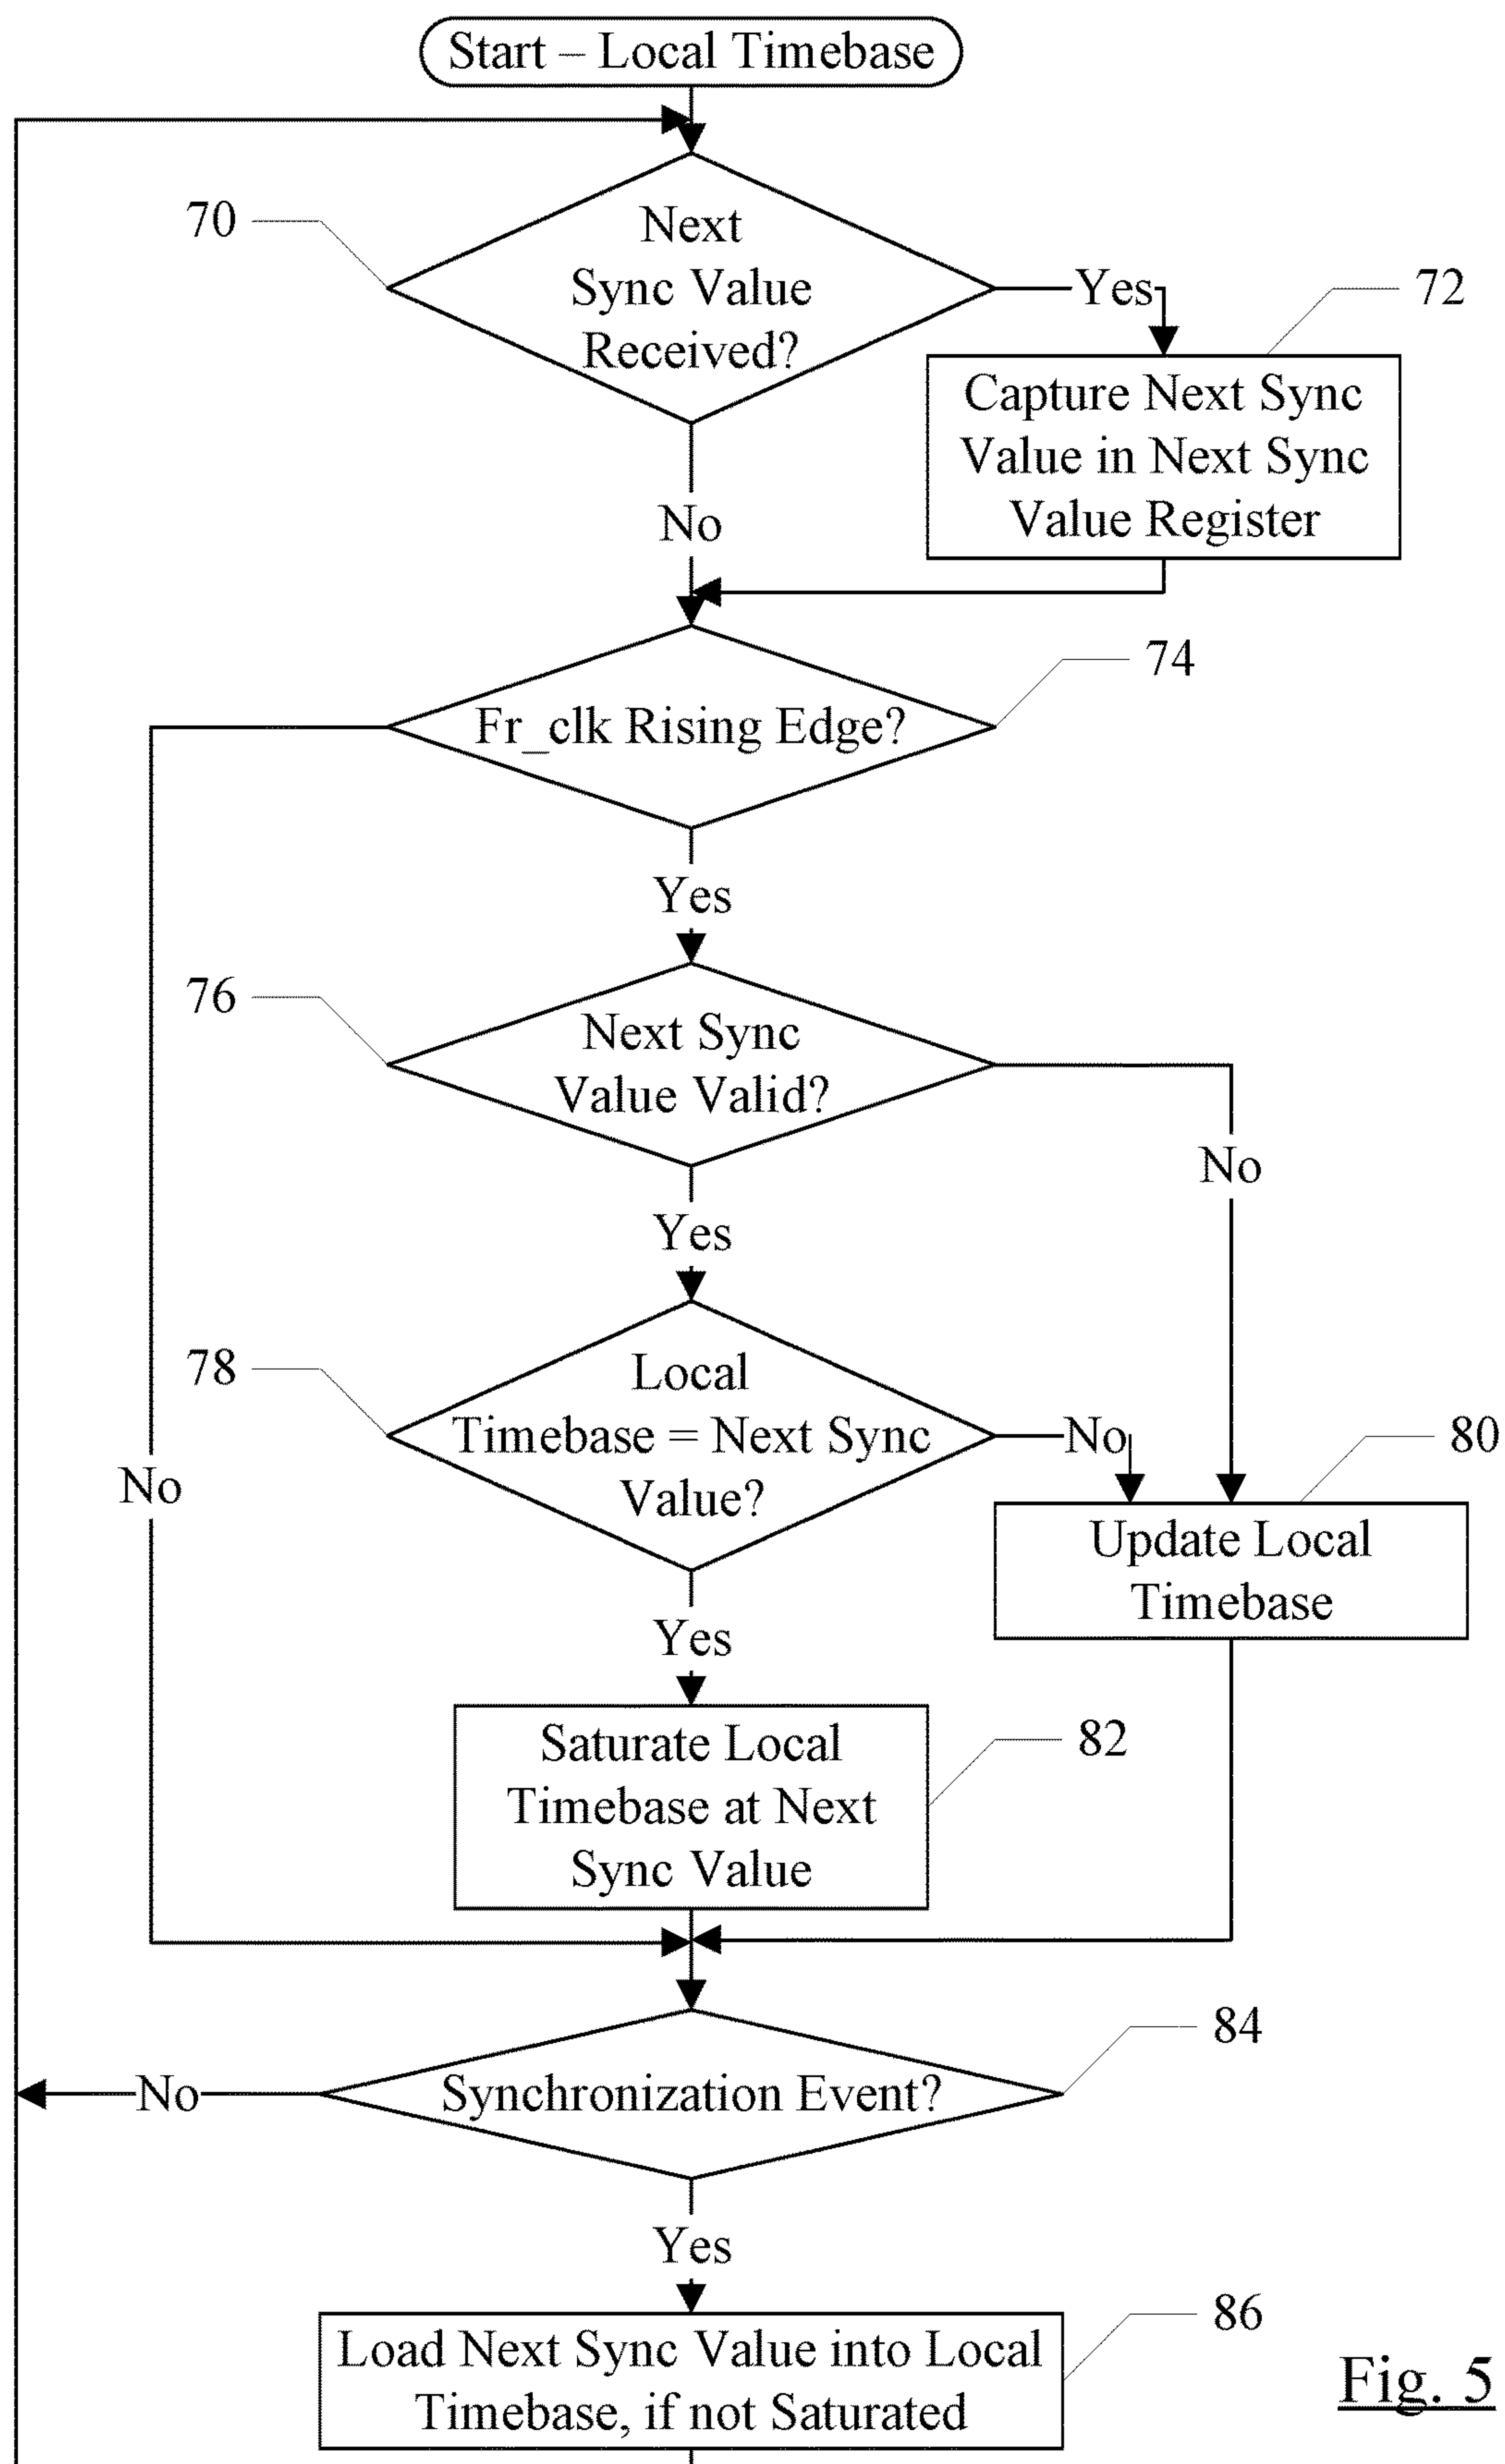 Start – Local Timebase
70
Next
Sync Value
Received?
Yes
72
Capture Next Sync
Value in Next Sync
Value Register
No
74
Fr_clk Rising Edge?
Yes
76
Next Sync
Value Valid?
No
Yes
78
Local
Timebase = Next Sync
Value?
No
80
No
Update Local
Timebase
Yes
82
Saturate Local
Timebase at Next
Sync Value
84
Synchronization Event?
No
Yes
86
Load Next Sync Value into Local
Timebase, if not Saturated
Fig. 5